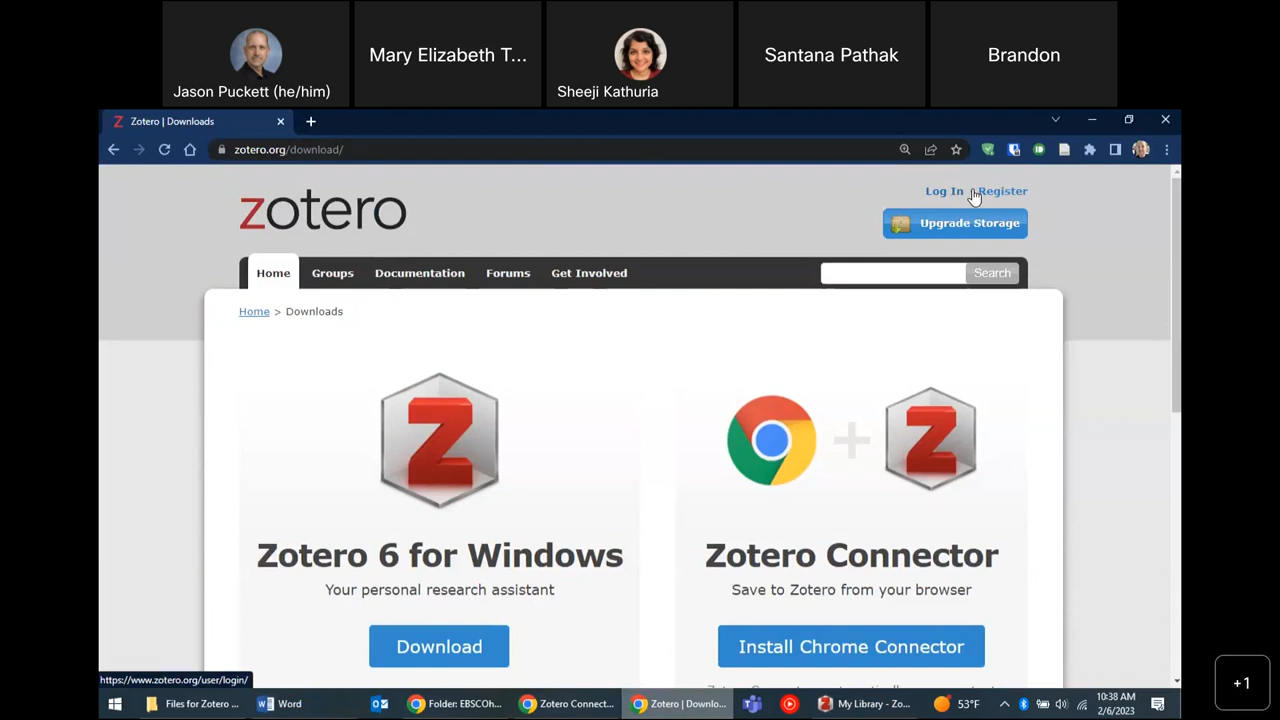 Jason Puckett (he/him)
Mary Elizabeth T...
Sheeji Kathuria
Santana Pathak
Brandon
Zotero | Downloads
zotero.org/download/
zotero
Log In
Register
Upgrade Storage
Home
Groups
Documentation
Forums
Get Involved
Search
Home > Downloads
Zotero 6 for Windows
Your personal research assistant
Download
Zotero Connector
Save to Zotero from your browser
Install Chrome Connector
https://www.zotero.org/user/login/
Files for Zotero ...
Word
Folder: EBSCOh...
Zotero Connect...
Zotero | Downlo...
My Library - Zo...
53°F
10:38 AM
2/6/2023
+1